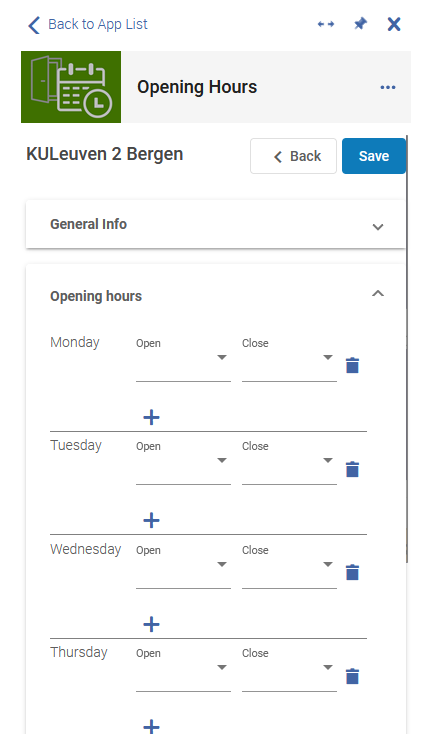 Back to App List
Opening Hours
KULeuven 2 Bergen
Back
Save
General Info
Opening hours
Monday Open Close
Tuesday Open Close
Wednesday Open Close
Thursday Open Close